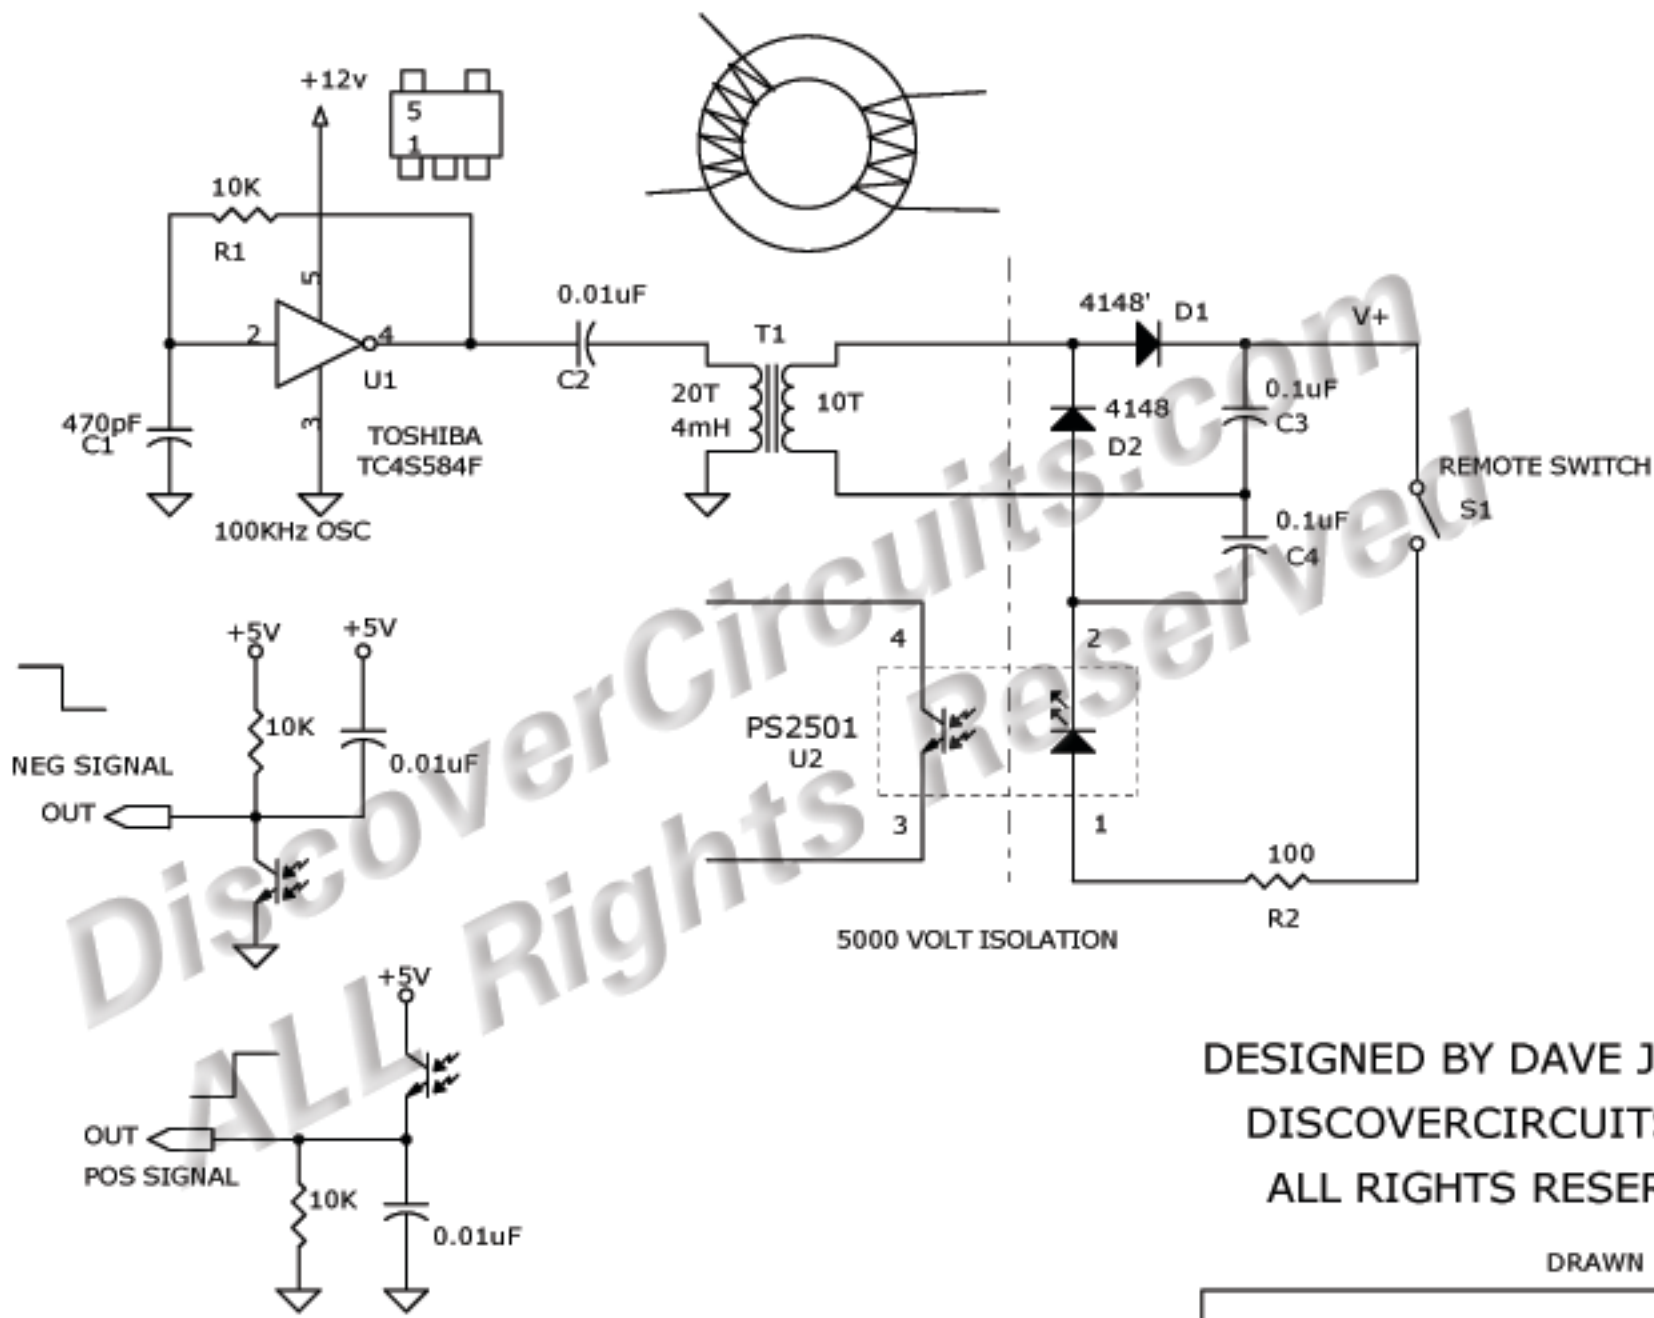 +12v
5
1
10K
R1
5
2
4
U1
3
470pF
C1
TOSHIBA
TC4S584F
100KHz OSC
0.01uF
C2
T1
20T
4mH
10T
4148'
D1
V+
4148
D2
0.1uF
C3
REMOTE SWITCH
S1
0.1uF
C4
+5V
+5V
10K
0.01uF
NEG SIGNAL
OUT
4
2
PS2501
U2
3
1
100
R2
5000 VOLT ISOLATION
+5V
OUT
POS SIGNAL
10K
0.01uF
DiscoverCircuits.com
ALL Rights Reserved
DESIGNED BY DAVE J
DISCOVERCIRCUITS
ALL RIGHTS RESER
DRAWN